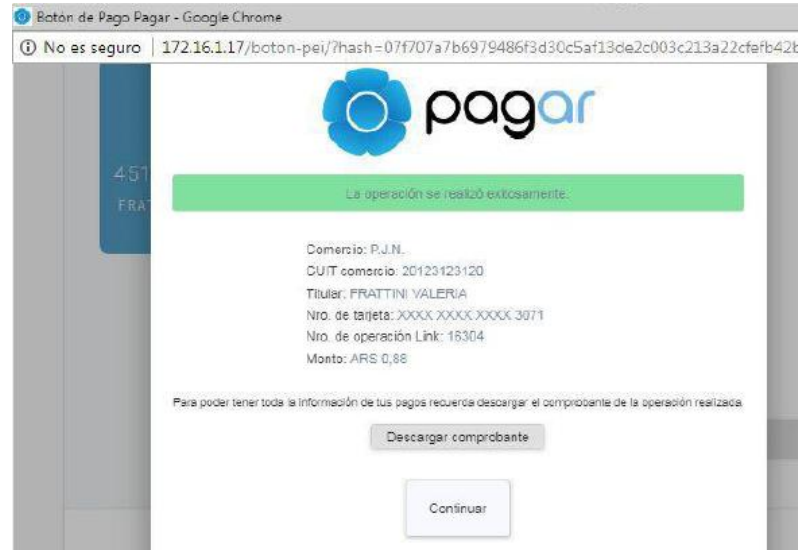 Botón de Pago Pagar - Google Chrome
No es seguro | 172.16.1.17/boton-pei/?hash=07f707a7b6979486f3d30c5af13de2c003c213a22cfefb42b
pagar
451
FRAT
La operación se realizó exitosamente.
Comercio: P.J.N.
CUIT comercio: 20123123120
Titular: FRATTINI VALERIA
Nro. de tarjeta: XXXX XXXX XXXX 3071
Nro. de operación Link: 16304
Monto: ARS 0,88
Para poder tener toda la información de tus pagos recuerda descargar el comprobante de la operación realizada.
Descargar comprobante
Continuar